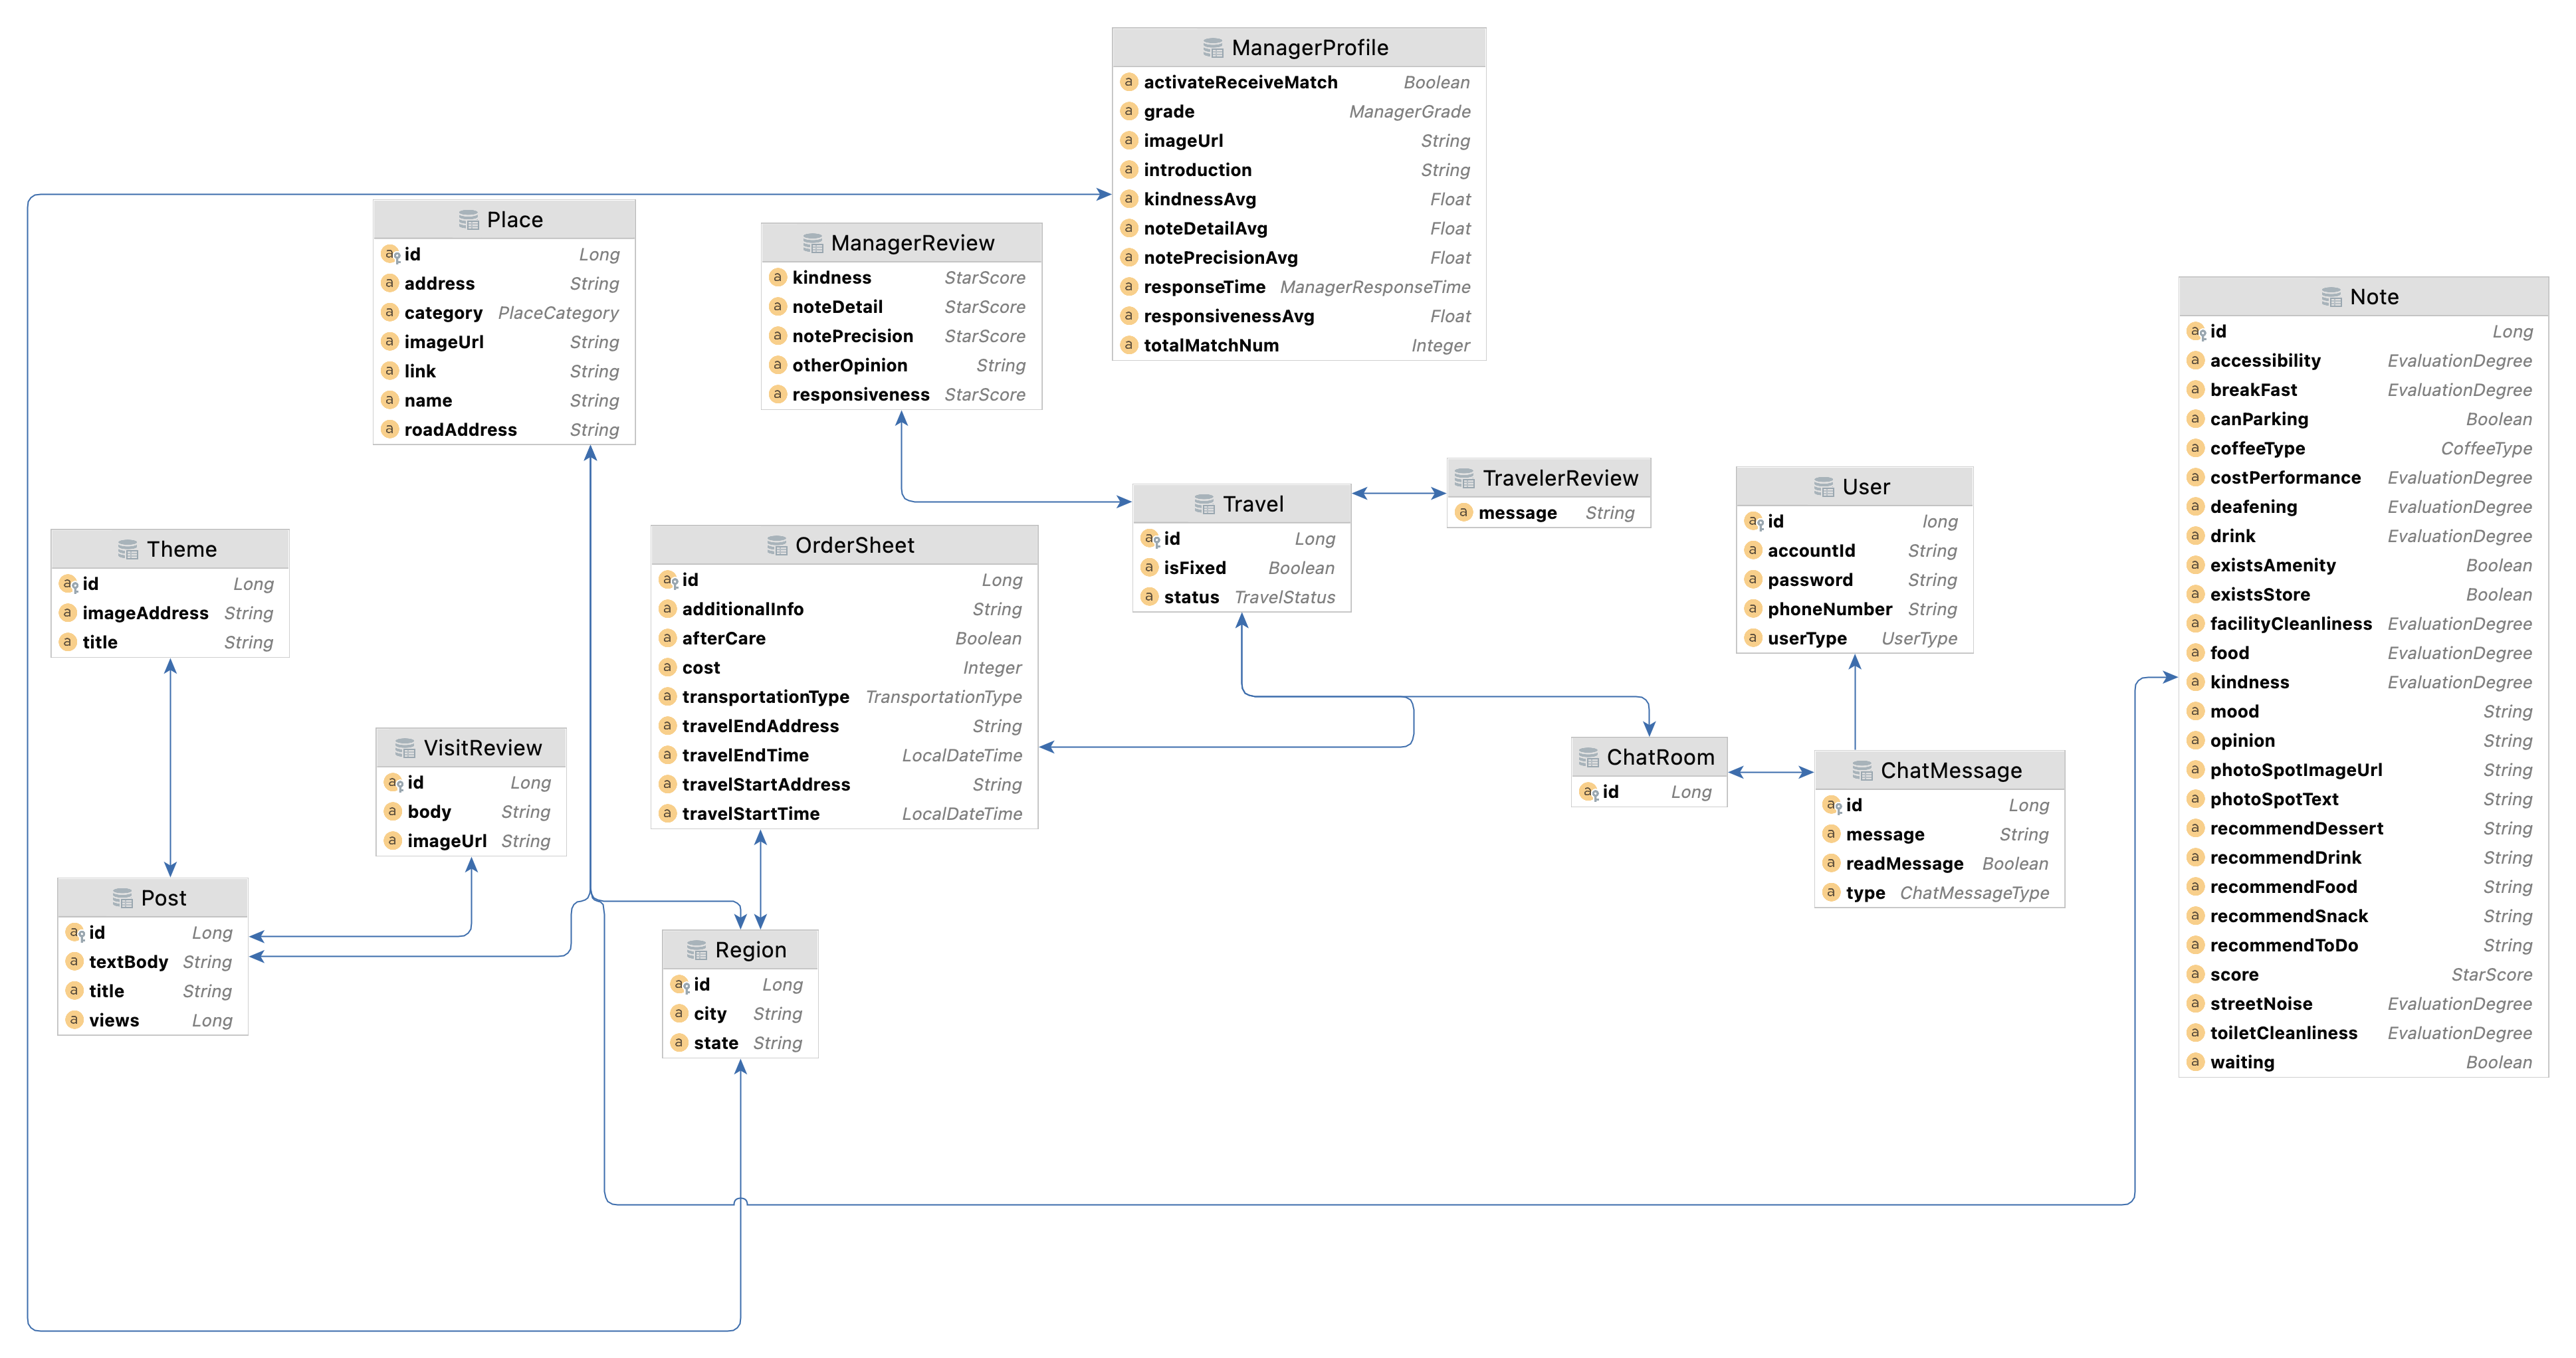 ManagerProfile
activateReceiveMatch Boolean
grade ManagerGrade
imageUrl String
introduction String
kindnessAvg Float
noteDetailAvg Float
notePrecisionAvg Float
responseTime ManagerResponseTime
responsivenessAvg Float
totalMatchNum Integer
Place
id Long
address String
category PlaceCategory
imageUrl String
link String
name String
roadAddress String
ManagerReview
kindness StarScore
noteDetail StarScore
notePrecision StarScore
otherOpinion String
responsiveness StarScore
Note
id Long
accessibility EvaluationDegree
breakFast EvaluationDegree
canParking Boolean
coffeeType CoffeeType
costPerformance EvaluationDegree
deafening EvaluationDegree
drink EvaluationDegree
existsAmenity Boolean
existsStore Boolean
facilityCleanliness EvaluationDegree
food EvaluationDegree
kindness EvaluationDegree
mood String
opinion String
photoSpotImageUrl String
photoSpotText String
recommendDessert String
recommendDrink String
recommendFood String
recommendSnack String
recommendToDo String
score StarScore
streetNoise EvaluationDegree
toiletCleanliness EvaluationDegree
waiting Boolean
TravelerReview
message String
User
id long
accountId String
password String
phoneNumber String
userType UserType
Travel
id Long
isFixed Boolean
status TravelStatus
OrderSheet
id Long
additionalInfo String
afterCare Boolean
cost Integer
transportationType TransportationType
travelEndAddress String
travelEndTime LocalDateTime
travelStartAddress String
travelStartTime LocalDateTime
Theme
id Long
imageAddress String
title String
VisitReview
id Long
body String
imageUrl String
ChatRoom
id Long
ChatMessage
id Long
message String
readMessage Boolean
type ChatMessageType
Post
id Long
textBody String
title String
views Long
Region
id Long
city String
state String